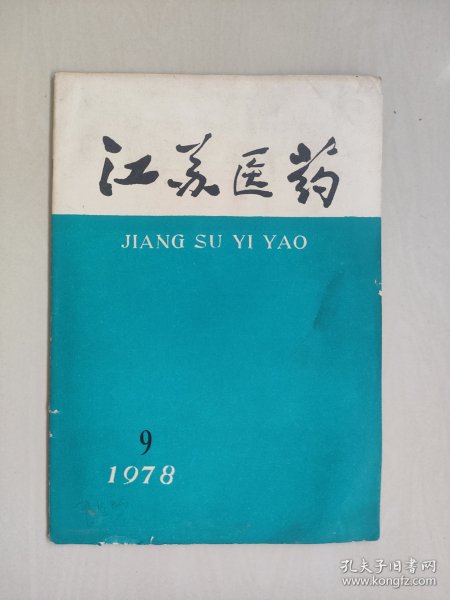 江苏医药
JIANG SU YI YAO
9
1978
孔夫子旧书网
www.kongfz.com